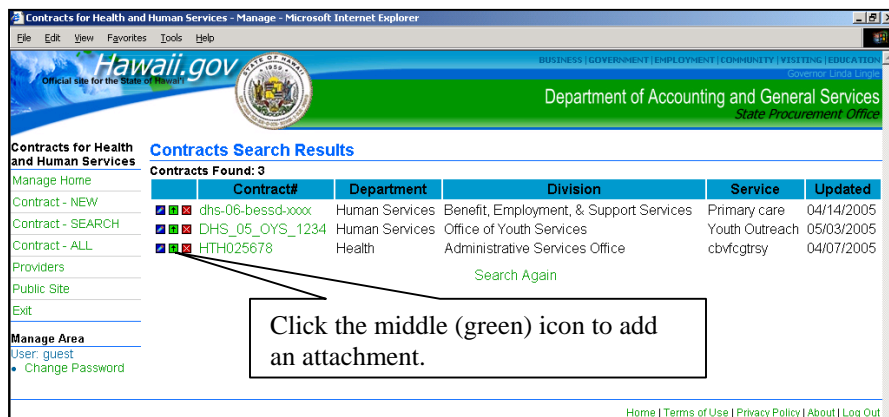 Contracts for Health and Human Services - Manage - Microsoft Internet Explorer
File Edit View Favorites Tools Help
Hawaii.gov
Official site for the State of Hawai'i
BUSINESS | GOVERNMENT | EMPLOYMENT | COMMUNITY | VISITING | EDUCATION
Governor Linda Lingle
Department of Accounting and General Services
State Procurement Office
Contracts for Health and Human Services
Manage Home
Contract - NEW
Contract - SEARCH
Contract - ALL
Providers
Public Site
Exit
Manage Area
User: guest
• Change Password
Contracts Search Results
Contracts Found: 3
Contract# Department Division Service Updated
dhs-06-bessd-xxxx Human Services Benefit, Employment, & Support Services Primary care 04/14/2005
DHS_05_OYS_1234 Human Services Office of Youth Services Youth Outreach 05/03/2005
HTH025678 Health Administrative Services Office cbvfcgtrsy 04/07/2005
Search Again
Click the middle (green) icon to add
an attachment.
Home | Terms of Use | Privacy Policy | About | Log Out